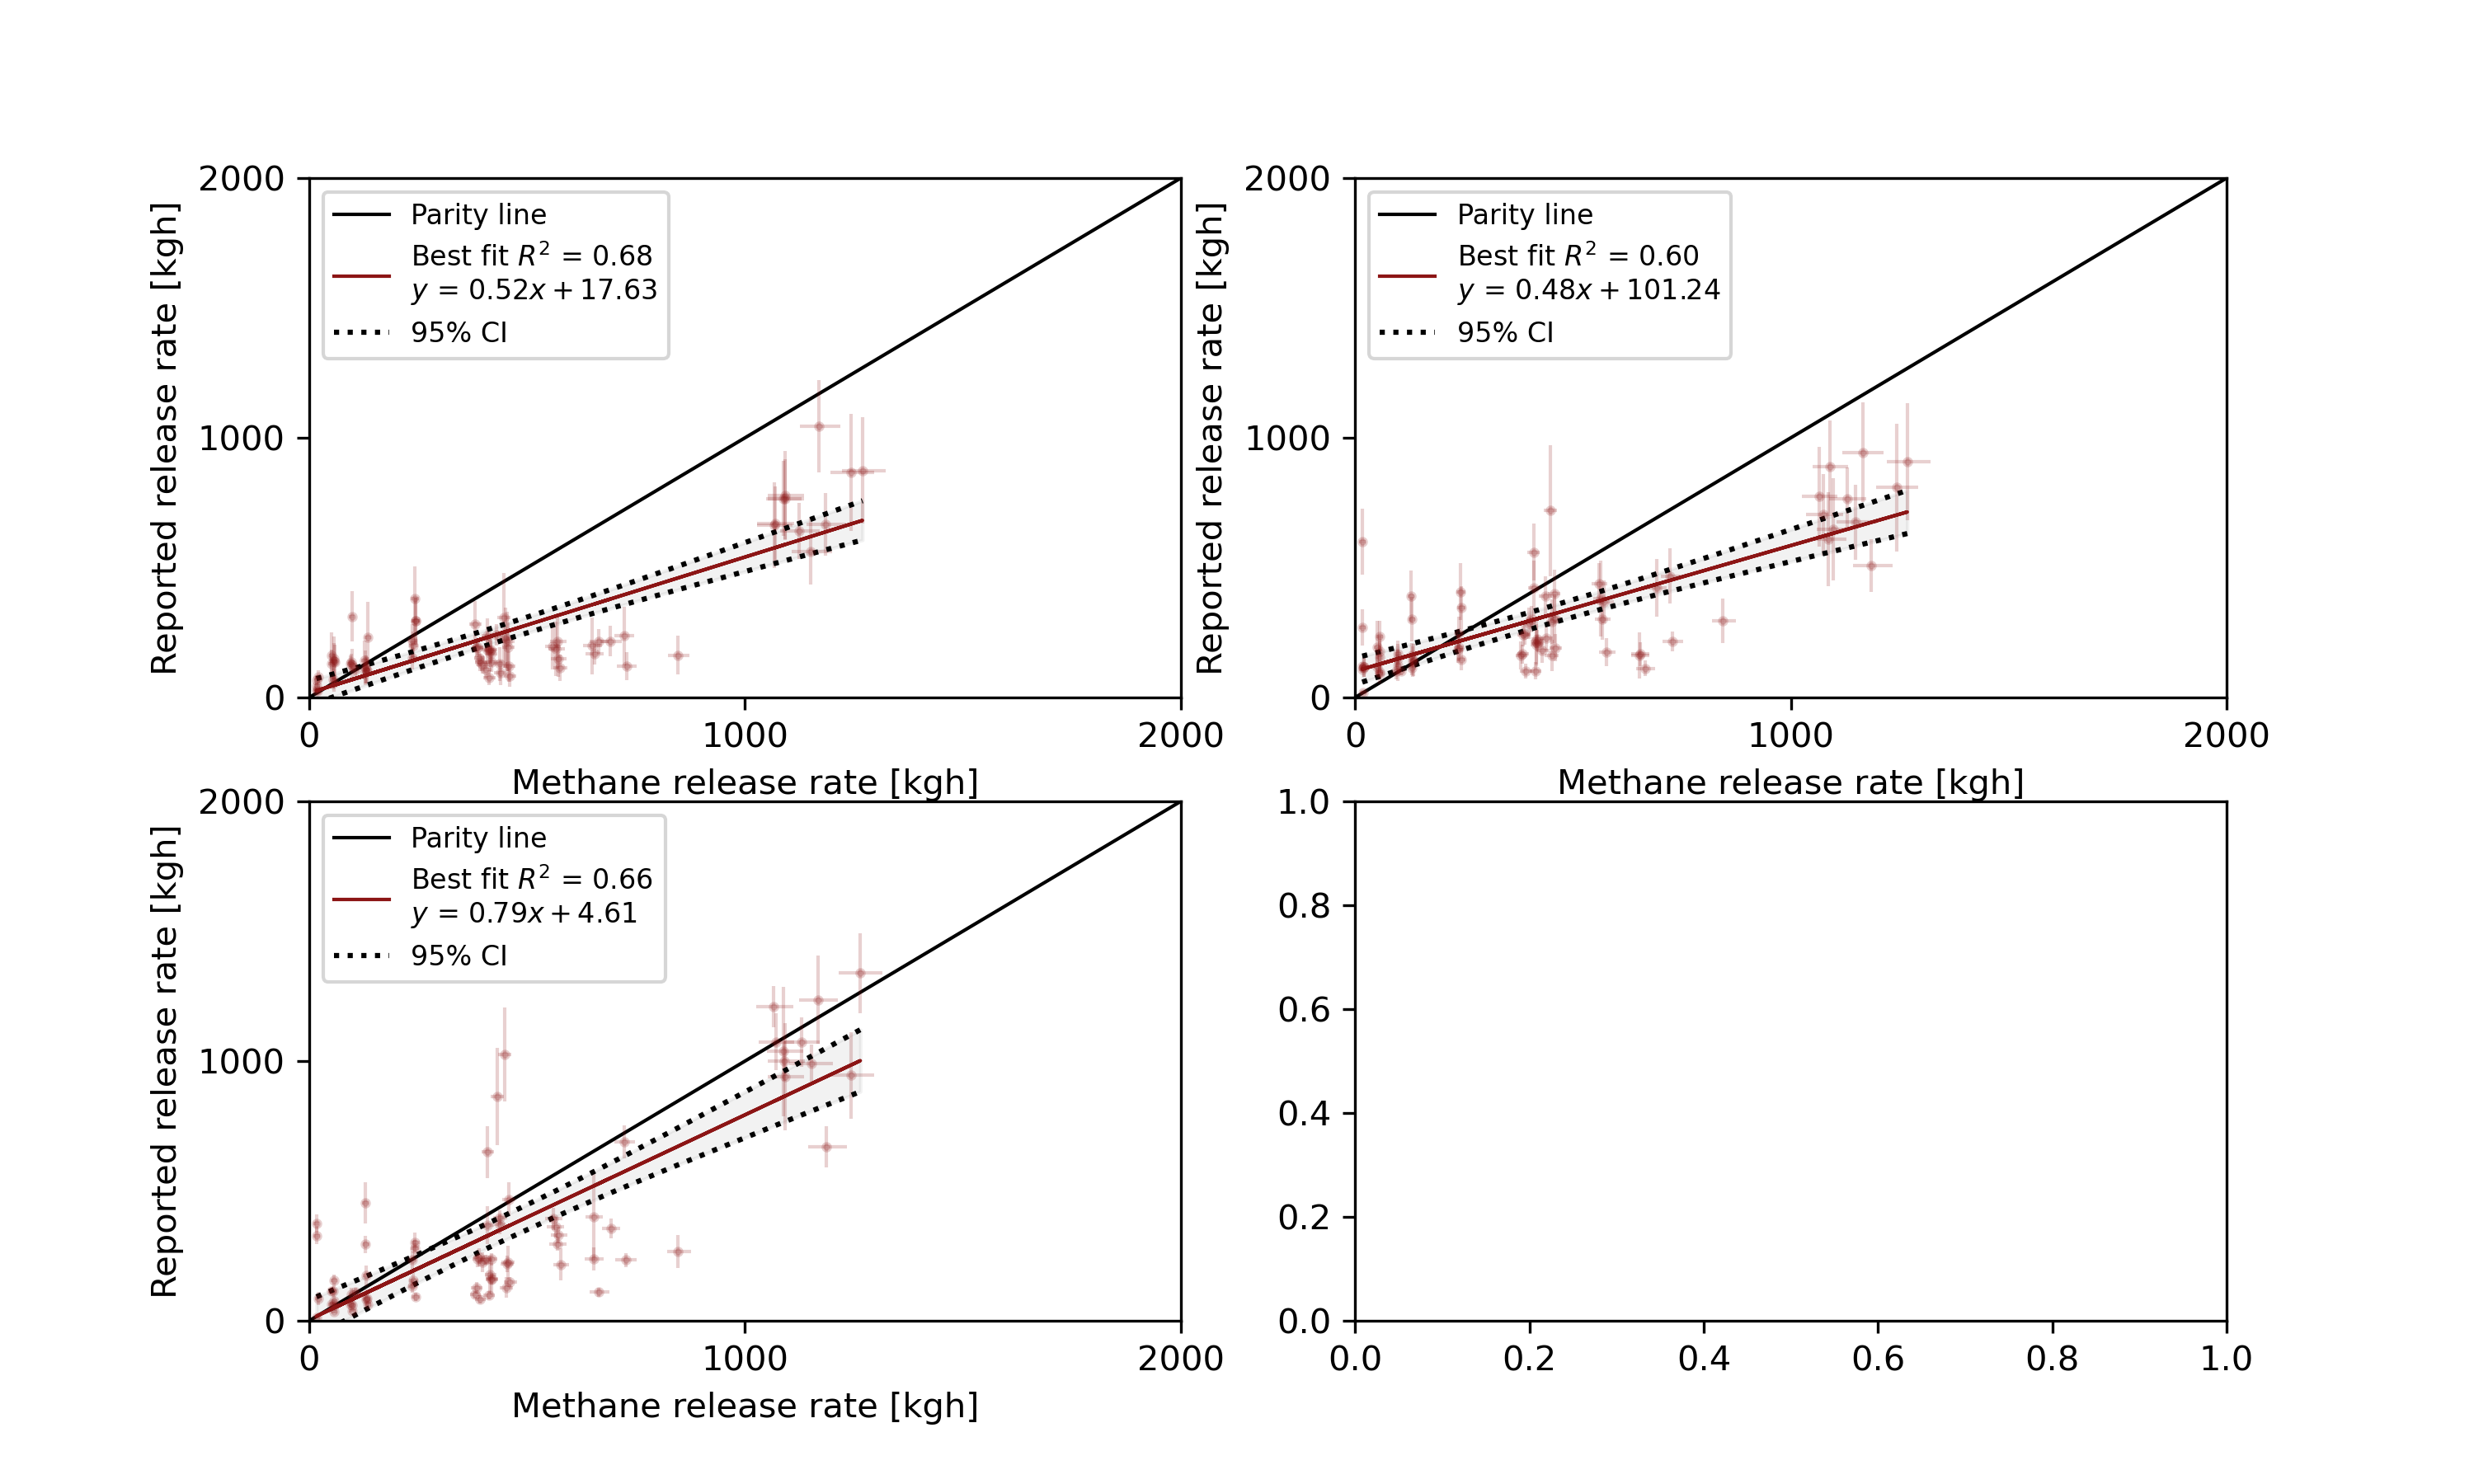 2000
1000
0
Reported release rate [kgh]
Parity line
Best fit R² = 0.68
y = 0.52x + 17.63
95% CI
0 1000 2000
Methane release rate [kgh]
2000
1000
0
Reported release rate [kgh]
Parity line
Best fit R² = 0.60
y = 0.48x + 101.24
95% CI
0 1000 2000
Methane release rate [kgh]
2000
1000
0
Reported release rate [kgh]
Parity line
Best fit R² = 0.66
y = 0.79x + 4.61
95% CI
0 1000 2000
Methane release rate [kgh]
1.0
0.8
0.6
0.4
0.2
0.0
0.0 0.2 0.4 0.6 0.8 1.0